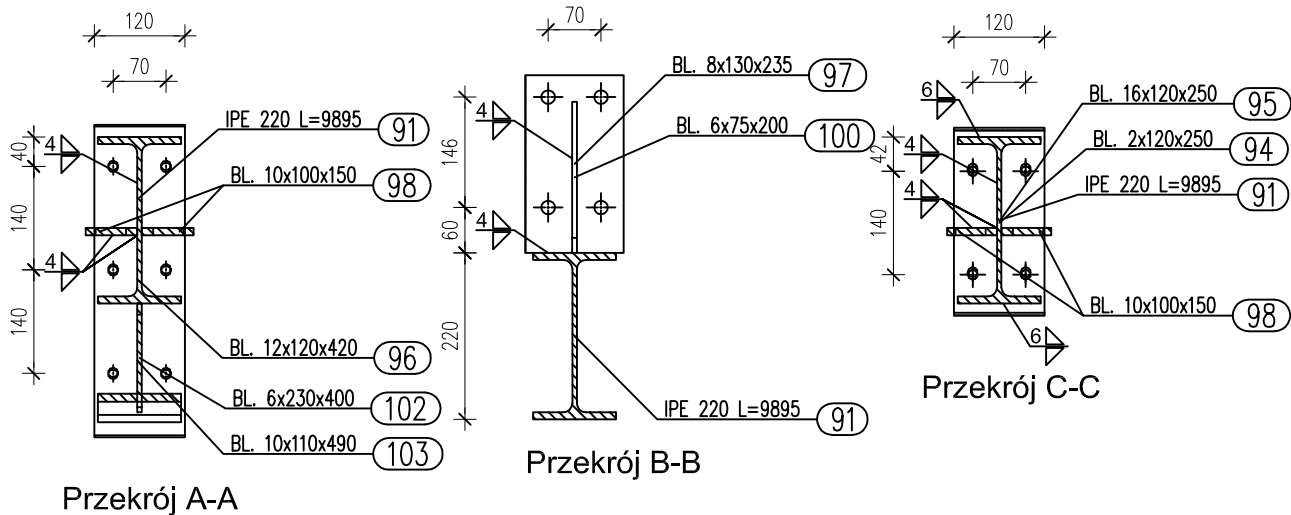 120
70
40
140
140
4
4
IPE 220 L=9895
91
BL. 10x100x150
98
BL. 12x120x420
96
BL. 6x230x400
102
BL. 10x110x490
103
Przekrój A-A
70
146
60
220
4
4
BL. 8x130x235
97
BL. 6x75x200
100
IPE 220 L=9895
91
Przekrój B-B
120
70
6
42
140
4
4
BL. 16x120x250
95
BL. 2x120x250
94
IPE 220 L=9895
91
BL. 10x100x150
98
6
Przekrój C-C